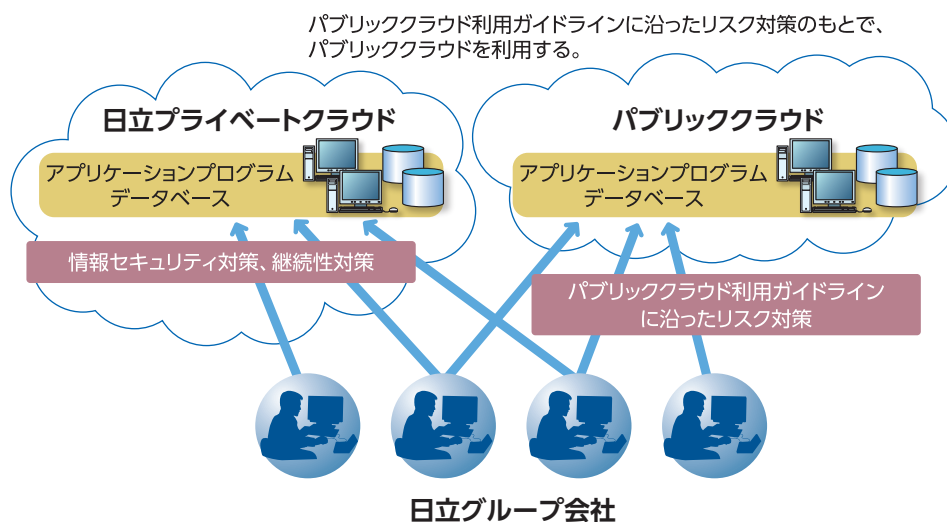 パブリッククラウド利用ガイドラインに沿ったリスク対策のもとで、
パブリッククラウドを利用する。
日立プライベートクラウド
アプリケーションプログラム
データベース
情報セキュリティ対策、継続性対策
パブリッククラウド
アプリケーションプログラム
データベース
パブリッククラウド利用ガイドライン
に沿ったリスク対策
日立グループ会社